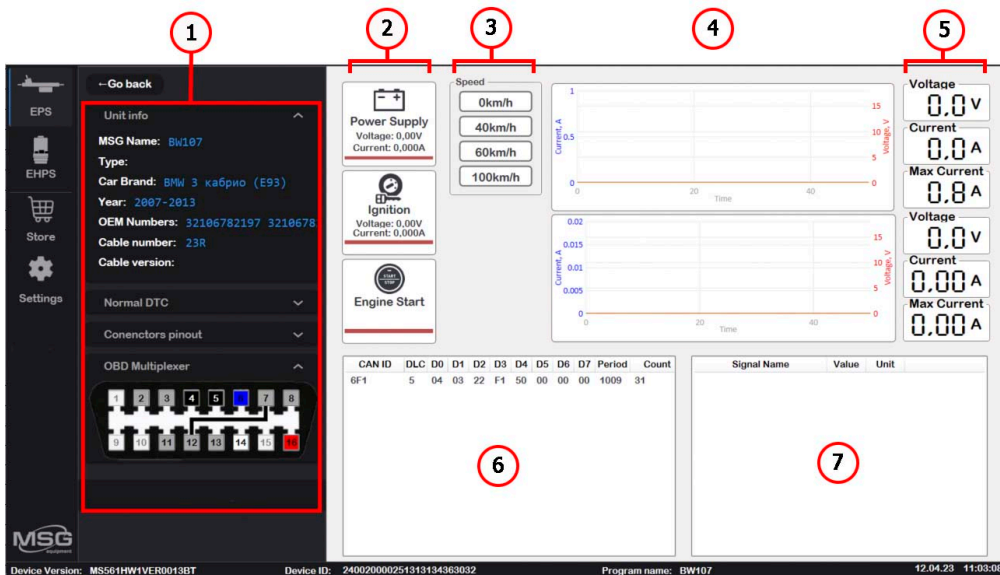 1
2
3
4
5
EPS
EHPS
Store
Settings
MSG
equipment
←Go back
Unit info
MSG Name: BW107
Type:
Car Brand: BMW 3 кабрио (E93)
Year: 2007-2013
OEM Numbers: 32106782197 3210678
Cable number: 23R
Cable version:
Normal DTC
Conenctors pinout
OBD Multiplexer
1 2 3 4 5 7 8
9 10 11 12 13 14 15 16
Power Supply
Voltage: 0,00V
Current: 0,000A
Ignition
Voltage: 0,00V
Current: 0,000A
START
STOP
Engine Start
Speed
0km/h
40km/h
60km/h
100km/h
Current, A
1
0.5
0
0 20 40
Time
15
10
5
0
Voltage, V
Current, A
0.02
0.015
0.01
0.005
0
0 20 40
Time
15
10
5
0
Voltage, V
Voltage
0.0 V
Current
0.0 A
Max Current
0.8 A
Voltage
0.0 V
Current
0.00 A
Max Current
0.00 A
CAN ID DLC D0 D1 D2 D3 D4 D5 D6 D7 Period Count
6F1 5 04 03 22 F1 50 00 00 00 1009 31
6
Signal Name Value Unit
7
Device Version: MS561HW1VER0013BT Device ID: 240020000251313134363032 Program name: BW107 12.04.23 11:03:08